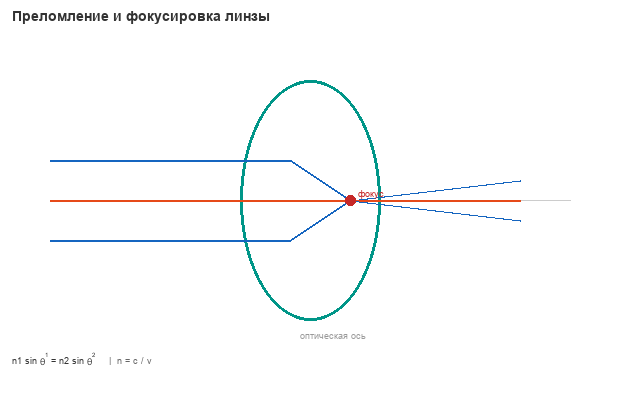 Преломление и фокусировка линзы
фокус
оптическая ось
n1 sin θ¹ = n2 sin θ² | n = c / v